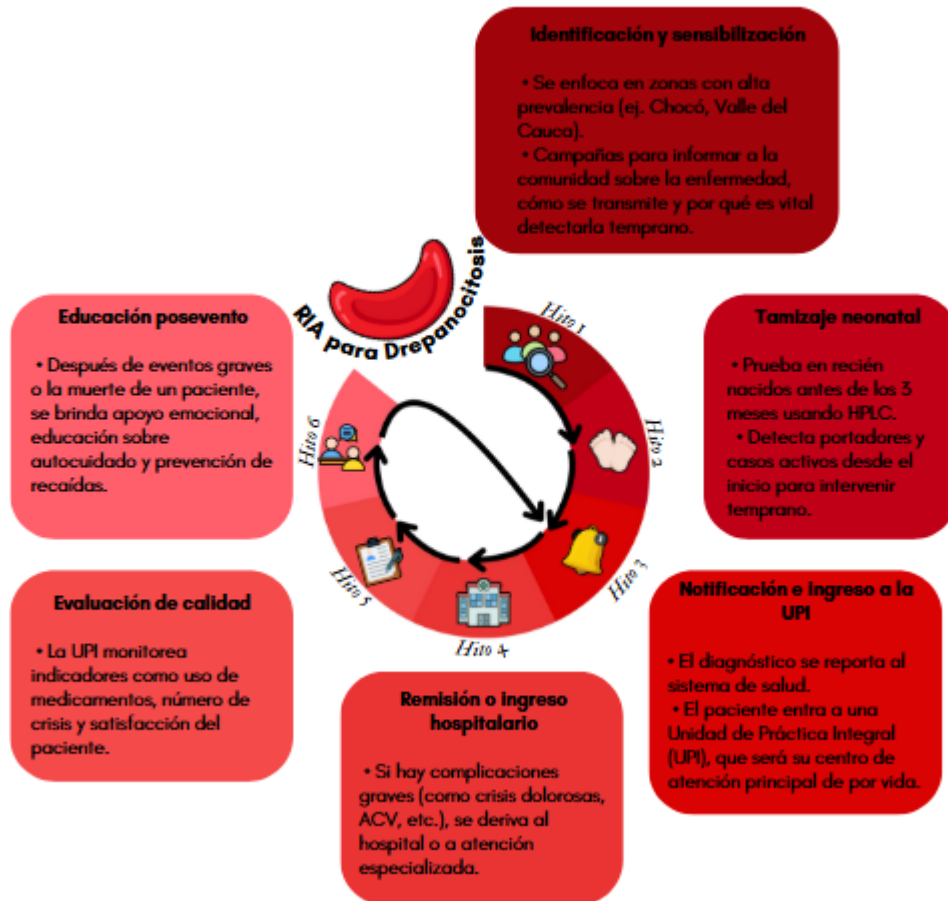 Identificación y sensibilización
• Se enfoca en zonas con alta
prevalencia (ej. Chocó, Valle del
Cauca).
• Campañas para informar a la
comunidad sobre la enfermedad,
cómo se transmite y por qué es vital
detectarla temprano.
RIA para Drepanocitosis
Hito 1
Hito 2
Hito 3
Hito 4
Hito 5
Hito 6
Tamizaje neonatal
• Prueba en recién
nacidos antes de los 3
meses usando HPLC.
• Detecta portadores y
casos activos desde el
inicio para intervenir
temprano.
Notificación e ingreso a la
UPI
• El diagnóstico se reporta al
sistema de salud.
• El paciente entra a una
Unidad de Práctica Integral
(UPI), que será su centro de
atención principal de por vida.
Remisión o ingreso
hospitalario
• Si hay complicaciones
graves (como crisis dolorosas,
ACV, etc.), se deriva al
hospital o a atención
especializada.
Evaluación de calidad
• La UPI monitorea
indicadores como uso de
medicamentos, número de
crisis y satisfacción del
paciente.
Educación posevento
• Después de eventos graves
o la muerte de un paciente,
se brinda apoyo emocional,
educación sobre
autocuidado y prevención de
recaídas.